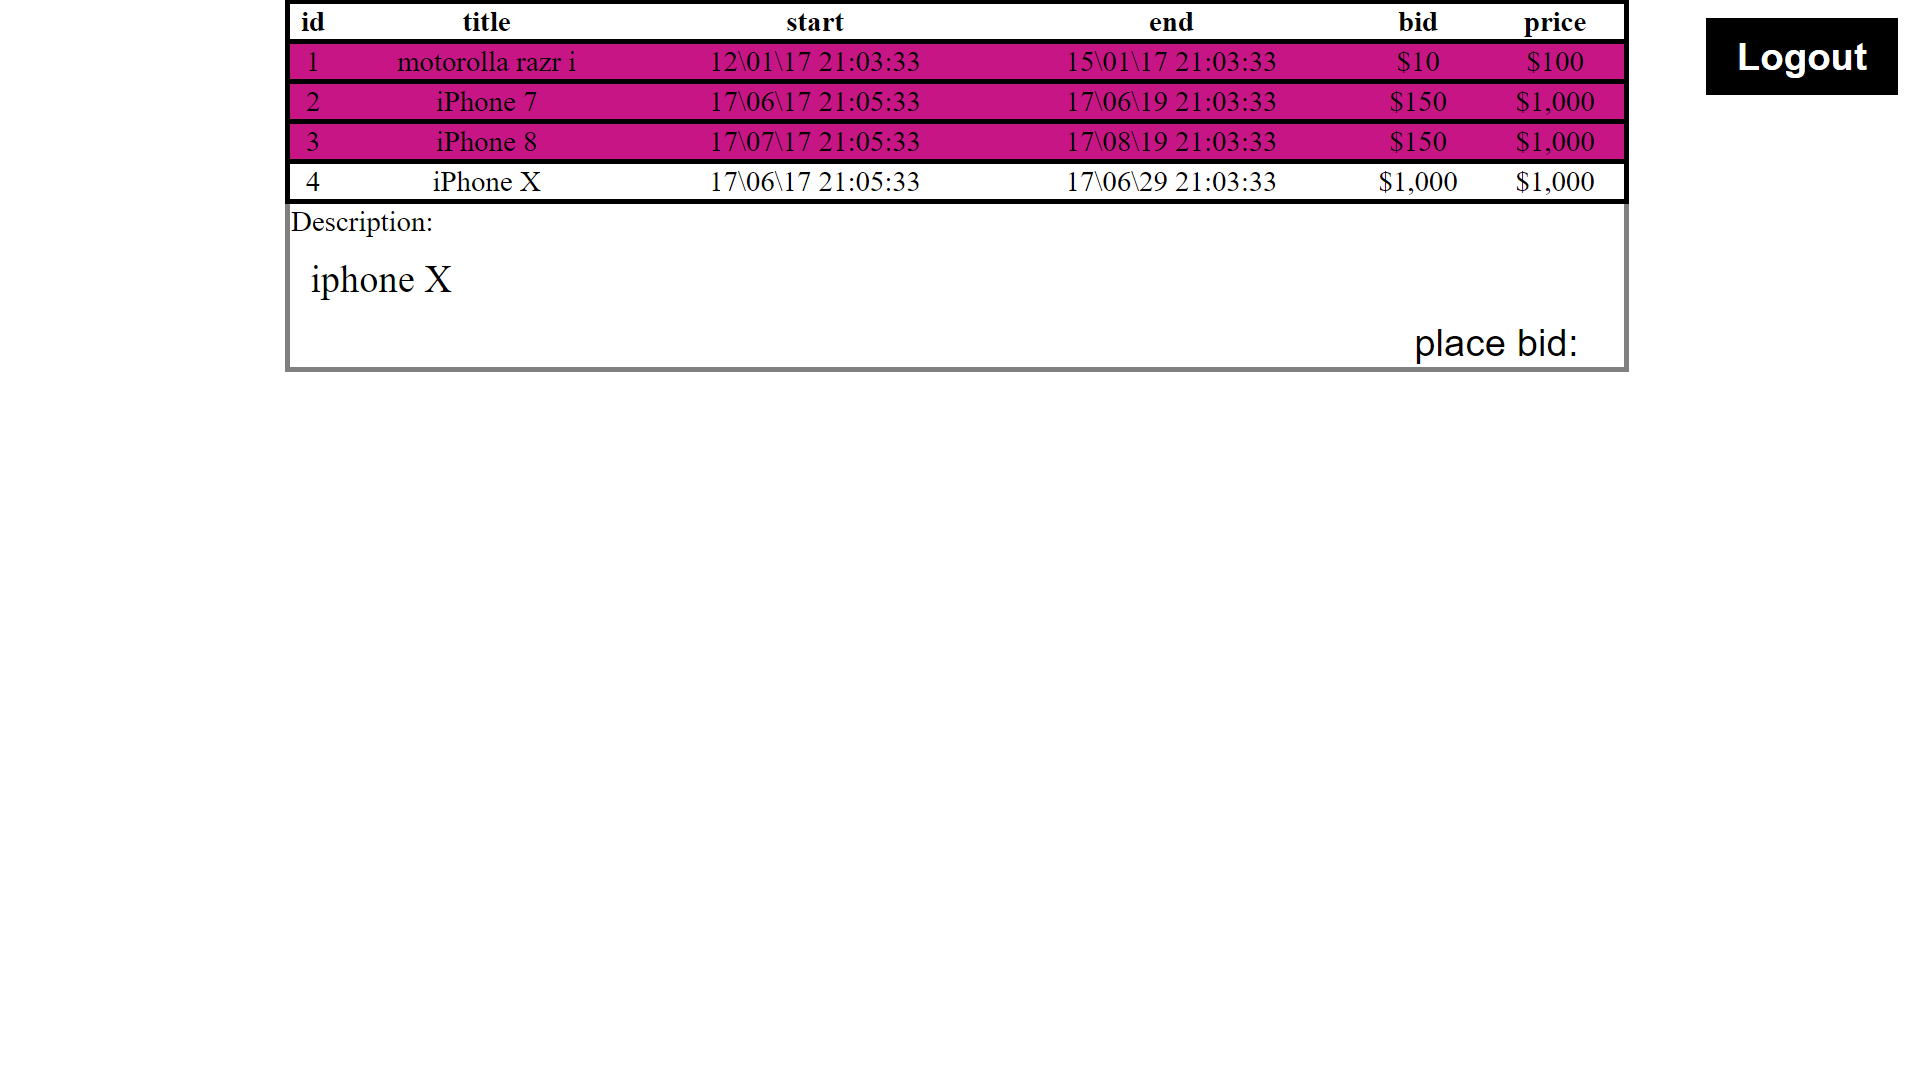 id title start end bid price
Logout
1 motorolla razr i 12\01\17 21:03:33 15\01\17 21:03:33 $10 $100
2 iPhone 7 17\06\17 21:05:33 17\06\19 21:03:33 $150 $1,000
3 iPhone 8 17\07\17 21:05:33 17\08\19 21:03:33 $150 $1,000
4 iPhone X 17\06\17 21:05:33 17\06\29 21:03:33 $1,000 $1,000
Description:
iphone X
place bid: